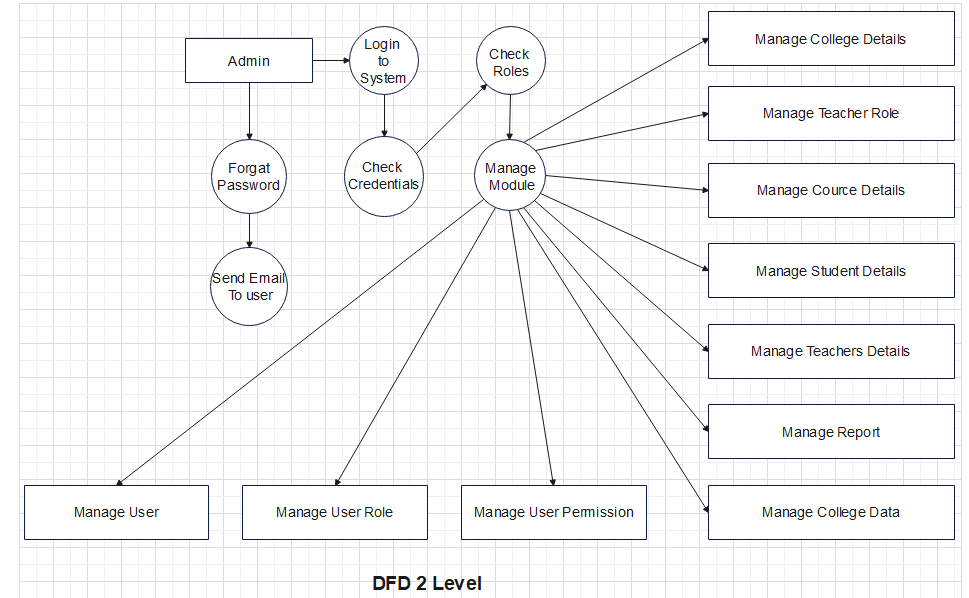 Admin
Login
to
System
Check
Roles
Manage College Details
Manage Teacher Role
Forgat
Password
Check
Credentials
Manage
Module
Manage Cource Details
Send Email
To user
Manage Student Details
Manage Teachers Details
Manage Report
Manage User
Manage User Role
Manage User Permission
Manage College Data
DFD 2 Level